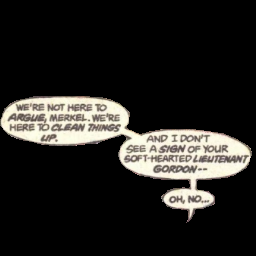 WE'RE NOT HERE TO
ARGUE, MERKEL. WE'RE
HERE TO CLEAN THINGS
UP.
AND I DON'T
SEE A SIGN OF YOUR
SOFT-HEARTED LIEUTENANT
GORDON--
OH, NO...